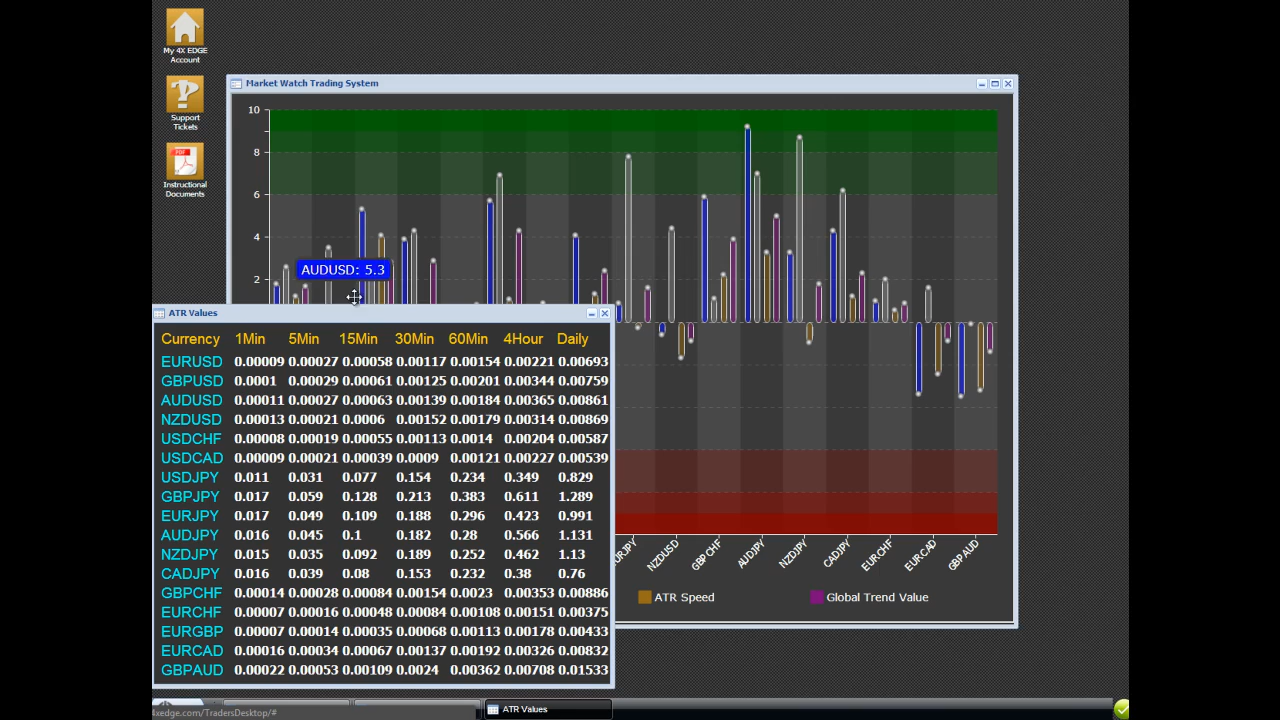 My 4X EDGE
Account
Support
Tickets
Instructional
Documents
PDF
Market Watch Trading System
10
8
6
4
2
AUDUSD: 5.3
ATR Values
Currency 1Min 5Min 15Min 30Min 60Min 4Hour Daily
EURUSD 0.00009 0.00027 0.00058 0.00117 0.00154 0.00221 0.00693
GBPUSD 0.0001 0.00029 0.00061 0.00125 0.00201 0.00344 0.00759
AUDUSD 0.00011 0.00027 0.00063 0.00139 0.00184 0.00365 0.00861
NZDUSD 0.00013 0.00021 0.0006 0.00152 0.00179 0.00314 0.00869
USDCHF 0.00008 0.00019 0.00055 0.00113 0.0014 0.00204 0.00587
USDCAD 0.00009 0.00021 0.00039 0.0009 0.00121 0.00227 0.00539
USDJPY 0.011 0.031 0.077 0.154 0.234 0.349 0.829
GBPJPY 0.017 0.059 0.128 0.213 0.383 0.611 1.289
EURJPY 0.017 0.049 0.109 0.188 0.296 0.423 0.991
AUDJPY 0.016 0.045 0.1 0.182 0.28 0.566 1.131
NZDJPY 0.015 0.035 0.092 0.189 0.252 0.462 1.13
CADJPY 0.016 0.039 0.08 0.153 0.232 0.38 0.76
GBPCHF 0.00014 0.00028 0.00084 0.00154 0.0023 0.00353 0.00886
EURCHF 0.00007 0.00016 0.00048 0.00084 0.00108 0.00151 0.00375
EURGBP 0.00007 0.00014 0.00035 0.00068 0.00113 0.00178 0.00433
EURCAD 0.00016 0.00034 0.00067 0.00137 0.00192 0.00326 0.00832
GBPAUD 0.00022 0.00053 0.00109 0.0024 0.00362 0.00708 0.01533
URJPY NZDUSD GBPCHF AUDJPY NZDJPY CADJPY EURCHF EURCAD GBPAUD
ATR Speed Global Trend Value
4xedge.com/TradersDesktop/#
ATR Values